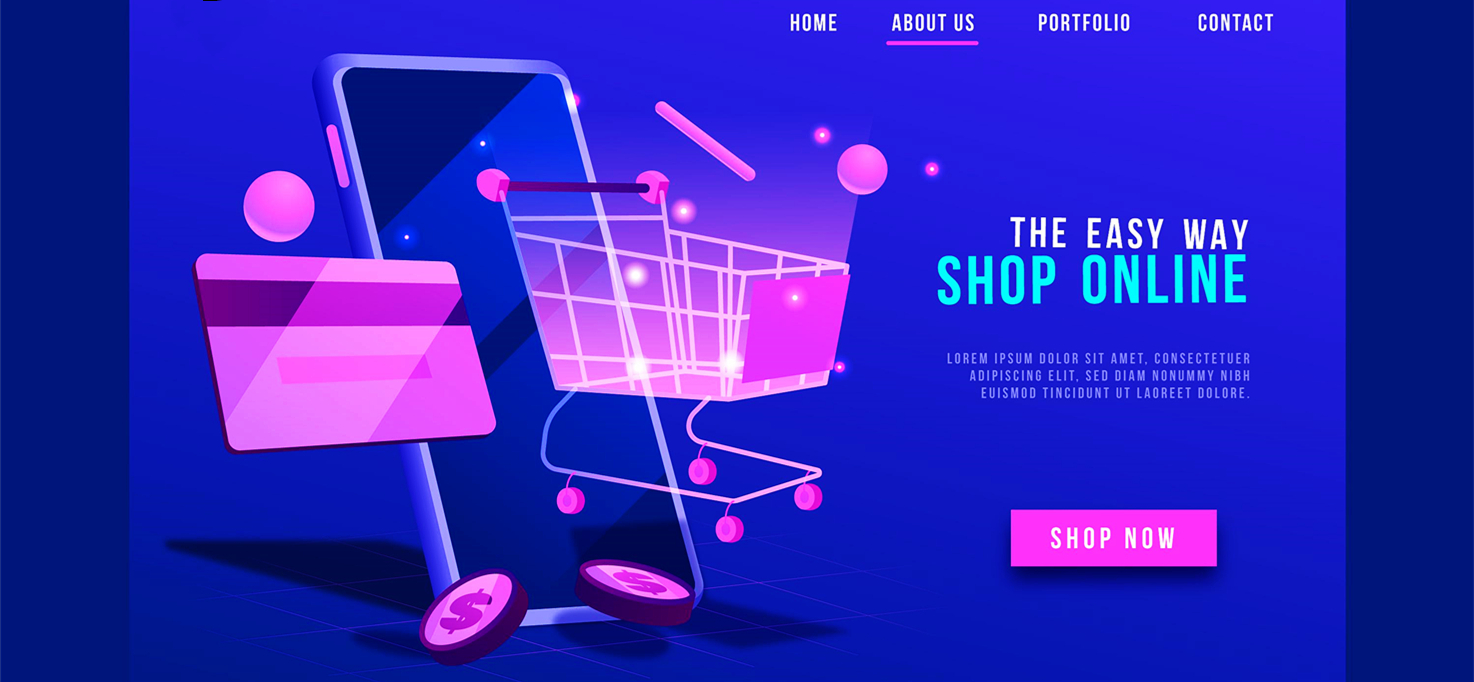 HOME ABOUT US PORTFOLIO CONTACT
THE EASY WAY
SHOP ONLINE
LOREM IPSUM DOLOR SIT AMET, CONSECTETUER
ADIPISCING ELIT, SED DIAM NONUMMY NIBH
EUISMOD TINCIDUNT UT LAOREET DOLORE.
SHOP NOW
$
$